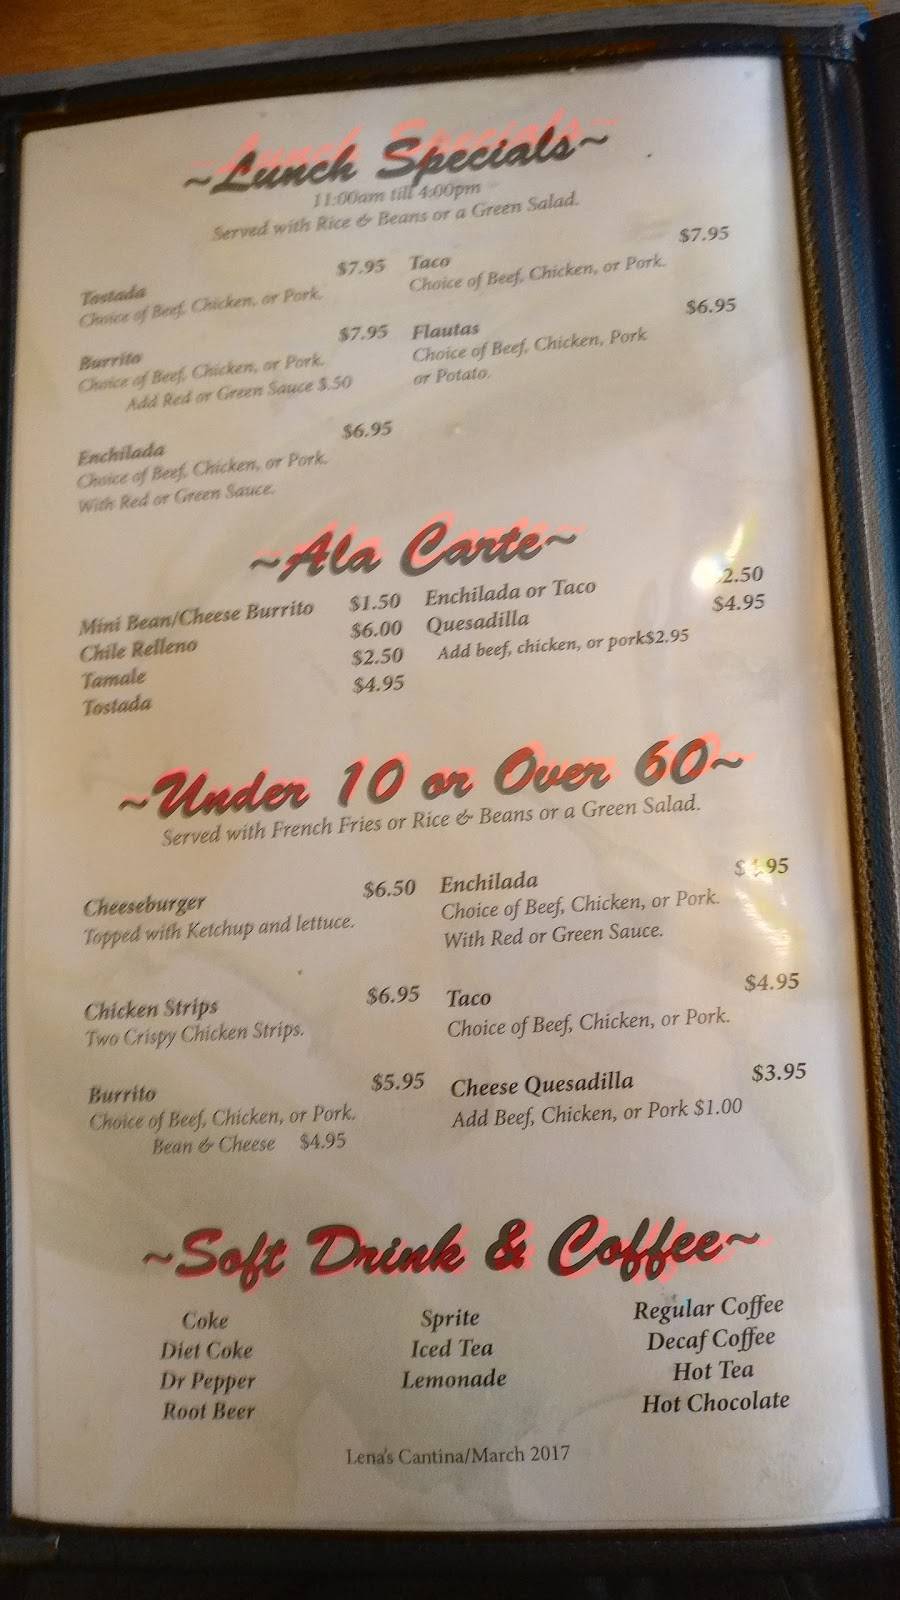 ~Lunch Specials~
11:00am till 4:00pm
Served with Rice & Beans or a Green Salad.
Tostada $7.95
Choice of Beef, Chicken, or Pork.
Burrito $7.95
Choice of Beef, Chicken, or Pork.
Add Red or Green Sauce $.50
Enchilada $6.95
Choice of Beef, Chicken, or Pork.
With Red or Green Sauce.
Taco $7.95
Choice of Beef, Chicken, or Pork.
Flautas $6.95
Choice of Beef, Chicken, Pork
or Potato.
~Ala Carte~
Mini Bean/Cheese Burrito $1.50
Chile Relleno $6.00
Tamale $2.50
Tostada $4.95
Enchilada or Taco 2.50
Quesadilla $4.95
Add beef, chicken, or pork$2.95
~Under 10 or Over 60~
Served with French Fries or Rice & Beans or a Green Salad.
Cheeseburger $6.50
Topped with Ketchup and lettuce.
Chicken Strips $6.95
Two Crispy Chicken Strips.
Burrito $5.95
Choice of Beef, Chicken, or Pork.
Bean & Cheese $4.95
Enchilada $4.95
Choice of Beef, Chicken, or Pork.
With Red or Green Sauce.
Taco $4.95
Choice of Beef, Chicken, or Pork.
Cheese Quesadilla $3.95
Add Beef, Chicken, or Pork $1.00
~Soft Drink & Coffee~
Coke
Diet Coke
Dr Pepper
Root Beer
Sprite
Iced Tea
Lemonade
Regular Coffee
Decaf Coffee
Hot Tea
Hot Chocolate
Lena's Cantina/March 2017